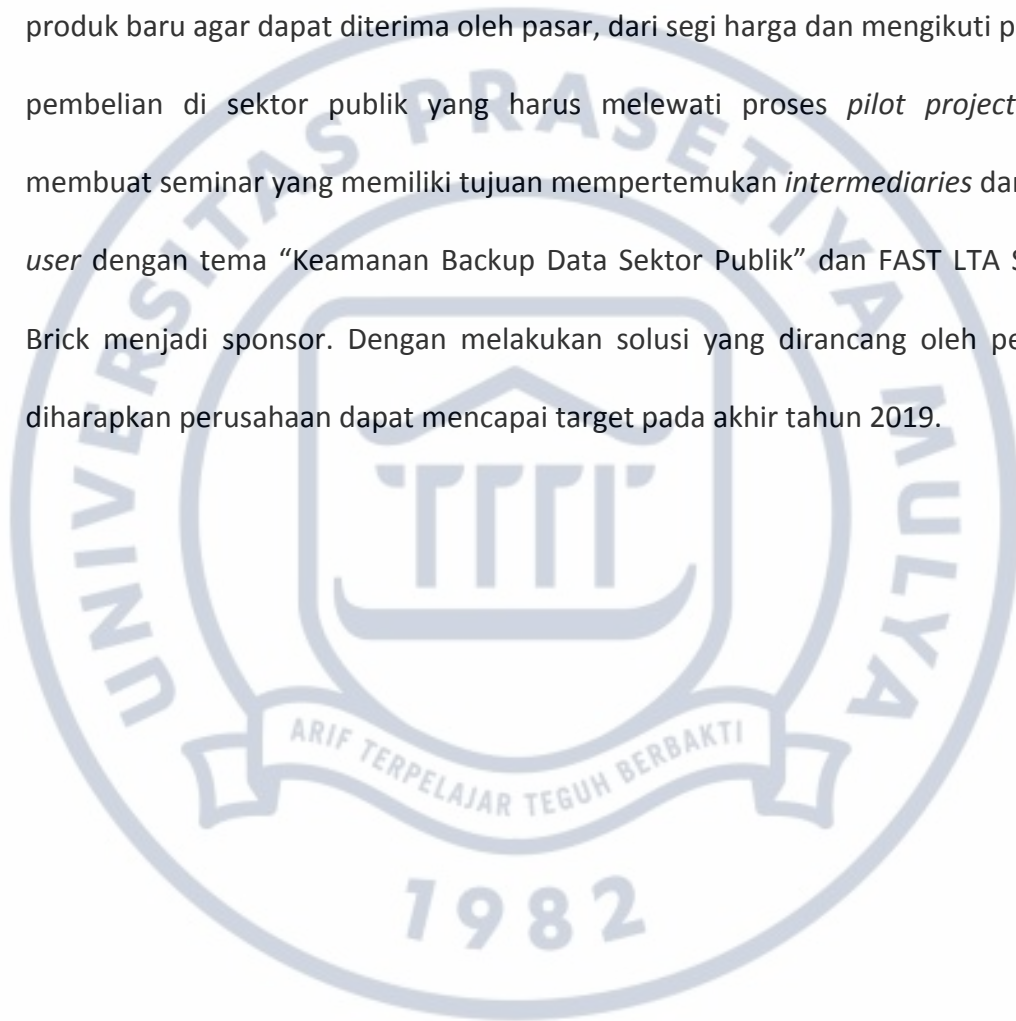 produk baru agar dapat diterima oleh pasar, dari segi harga dan mengikuti p
pembelian di sektor publik yang harus melewati proses pilot project
membuat seminar yang memiliki tujuan mempertemukan intermediaries dan
user dengan tema “Keamanan Backup Data Sektor Publik” dan FAST LTA S
Brick menjadi sponsor. Dengan melakukan solusi yang dirancang oleh pe
diharapkan perusahaan dapat mencapai target pada akhir tahun 2019.
UNIVERSITAS PRASETIYA MULYA
ARIF TERPELAJAR TEGUH BERBAKTI
1982